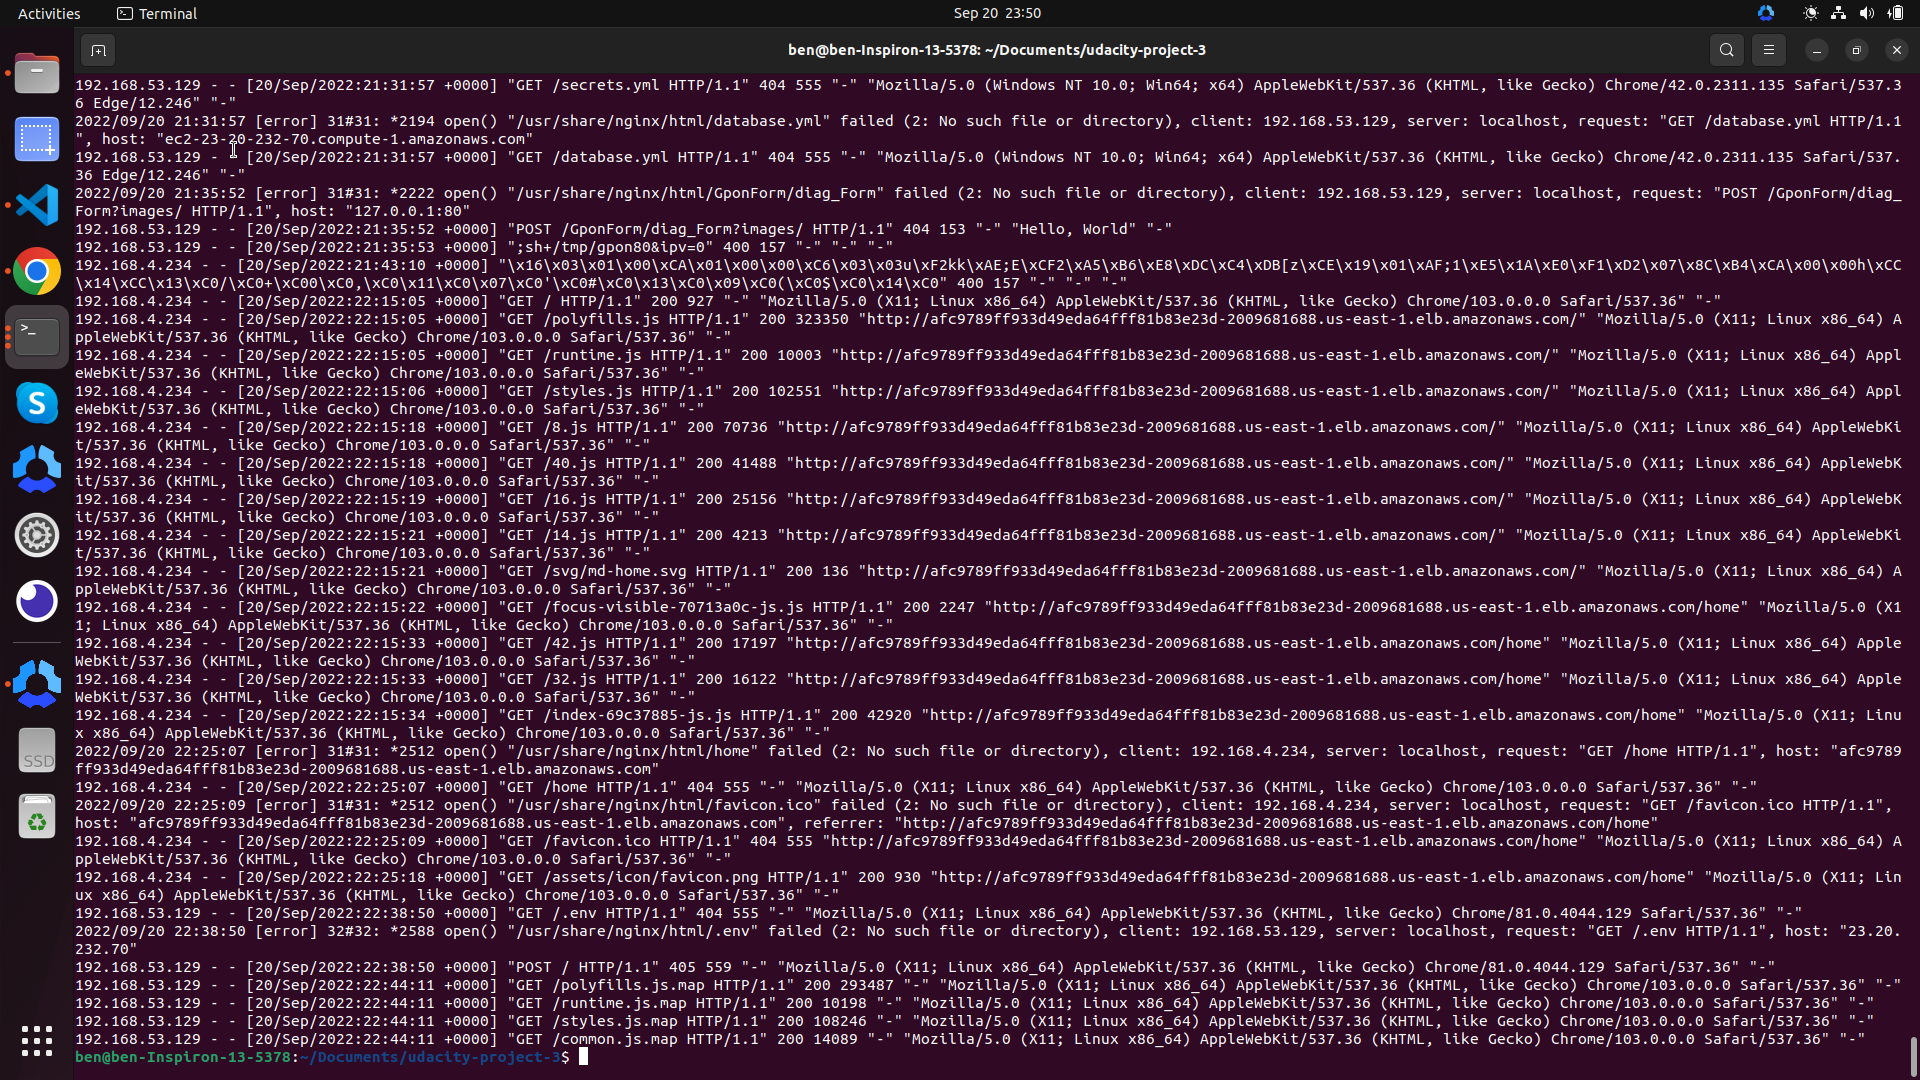 Activities
Terminal
Sep 20 23:50
ben@ben-Inspiron-13-5378: ~/Documents/udacity-project-3
192.168.53.129 - - [20/Sep/2022:21:31:57 +0000] "GET /secrets.yml HTTP/1.1" 404 555 "-" "Mozilla/5.0 (Windows NT 10.0; Win64; x64) AppleWebKit/537.36 (KHTML, like Gecko) Chrome/42.0.2311.135 Safari/537.3
6 Edge/12.246" "-"
2022/09/20 21:31:57 [error] 31#31: *2194 open() "/usr/share/nginx/html/database.yml" failed (2: No such file or directory), client: 192.168.53.129, server: localhost, request: "GET /database.yml HTTP/1.1
", host: "ec2-23-20-232-70.compute-1.amazonaws.com"
192.168.53.129 - - [20/Sep/2022:21:31:57 +0000] "GET /database.yml HTTP/1.1" 404 555 "-" "Mozilla/5.0 (Windows NT 10.0; Win64; x64) AppleWebKit/537.36 (KHTML, like Gecko) Chrome/42.0.2311.135 Safari/537.
36 Edge/12.246" "-"
2022/09/20 21:35:52 [error] 31#31: *2222 open() "/usr/share/nginx/html/GponForm/diag_Form" failed (2: No such file or directory), client: 192.168.53.129, server: localhost, request: "POST /GponForm/diag_
Form?images/ HTTP/1.1", host: "127.0.0.1:80"
192.168.53.129 - - [20/Sep/2022:21:35:52 +0000] "POST /GponForm/diag_Form?images/ HTTP/1.1" 404 153 "-" "Hello, World" "-"
192.168.53.129 - - [20/Sep/2022:21:35:53 +0000] ";sh+/tmp/gpon80&ipv=0" 400 157 "-" "-" "-"
192.168.4.234 - - [20/Sep/2022:21:43:10 +0000] "\x16\x03\x01\x00\xCA\x01\x00\x00\xC6\x03\x03u\xF2kk\xAE;E\xCF2\xA5\xB6\xE8\xDC\xC4\xDB[z\xCE\x19\x01\xAF;1\xE5\x1A\xE0\xF1\xD2\x07\x8C\xB4\xCA\x00\x00h\xCC
\x14\xCC\x13\xC0/\xC0+\xC00\xC0,\xC0\x11\xC0\x07\xC0'\xC0#\xC0\x13\xC0\x09\xC0(\xC0$\xC0\x14\xC0" 400 157 "-" "-" "-"
192.168.4.234 - - [20/Sep/2022:22:15:05 +0000] "GET / HTTP/1.1" 200 927 "-" "Mozilla/5.0 (X11; Linux x86_64) AppleWebKit/537.36 (KHTML, like Gecko) Chrome/103.0.0.0 Safari/537.36" "-"
192.168.4.234 - - [20/Sep/2022:22:15:05 +0000] "GET /polyfills.js HTTP/1.1" 200 323350 "http://afc9789ff933d49eda64fff81b83e23d-2009681688.us-east-1.elb.amazonaws.com/" "Mozilla/5.0 (X11; Linux x86_64) A
ppleWebKit/537.36 (KHTML, like Gecko) Chrome/103.0.0.0 Safari/537.36" "-"
192.168.4.234 - - [20/Sep/2022:22:15:05 +0000] "GET /runtime.js HTTP/1.1" 200 10003 "http://afc9789ff933d49eda64fff81b83e23d-2009681688.us-east-1.elb.amazonaws.com/" "Mozilla/5.0 (X11; Linux x86_64) Appl
eWebKit/537.36 (KHTML, like Gecko) Chrome/103.0.0.0 Safari/537.36" "-"
192.168.4.234 - - [20/Sep/2022:22:15:06 +0000] "GET /styles.js HTTP/1.1" 200 102551 "http://afc9789ff933d49eda64fff81b83e23d-2009681688.us-east-1.elb.amazonaws.com/" "Mozilla/5.0 (X11; Linux x86_64) Appl
eWebKit/537.36 (KHTML, like Gecko) Chrome/103.0.0.0 Safari/537.36" "-"
192.168.4.234 - - [20/Sep/2022:22:15:18 +0000] "GET /8.js HTTP/1.1" 200 70736 "http://afc9789ff933d49eda64fff81b83e23d-2009681688.us-east-1.elb.amazonaws.com/" "Mozilla/5.0 (X11; Linux x86_64) AppleWebKi
t/537.36 (KHTML, like Gecko) Chrome/103.0.0.0 Safari/537.36" "-"
192.168.4.234 - - [20/Sep/2022:22:15:18 +0000] "GET /40.js HTTP/1.1" 200 41488 "http://afc9789ff933d49eda64fff81b83e23d-2009681688.us-east-1.elb.amazonaws.com/" "Mozilla/5.0 (X11; Linux x86_64) AppleWebK
it/537.36 (KHTML, like Gecko) Chrome/103.0.0.0 Safari/537.36" "-"
192.168.4.234 - - [20/Sep/2022:22:15:19 +0000] "GET /16.js HTTP/1.1" 200 25156 "http://afc9789ff933d49eda64fff81b83e23d-2009681688.us-east-1.elb.amazonaws.com/" "Mozilla/5.0 (X11; Linux x86_64) AppleWebK
it/537.36 (KHTML, like Gecko) Chrome/103.0.0.0 Safari/537.36" "-"
192.168.4.234 - - [20/Sep/2022:22:15:21 +0000] "GET /14.js HTTP/1.1" 200 4213 "http://afc9789ff933d49eda64fff81b83e23d-2009681688.us-east-1.elb.amazonaws.com/" "Mozilla/5.0 (X11; Linux x86_64) AppleWebKi
t/537.36 (KHTML, like Gecko) Chrome/103.0.0.0 Safari/537.36" "-"
192.168.4.234 - - [20/Sep/2022:22:15:21 +0000] "GET /svg/md-home.svg HTTP/1.1" 200 136 "http://afc9789ff933d49eda64fff81b83e23d-2009681688.us-east-1.elb.amazonaws.com/" "Mozilla/5.0 (X11; Linux x86_64) A
ppleWebKit/537.36 (KHTML, like Gecko) Chrome/103.0.0.0 Safari/537.36" "-"
192.168.4.234 - - [20/Sep/2022:22:15:22 +0000] "GET /focus-visible-70713a0c-js.js HTTP/1.1" 200 2247 "http://afc9789ff933d49eda64fff81b83e23d-2009681688.us-east-1.elb.amazonaws.com/home" "Mozilla/5.0 (X1
1; Linux x86_64) AppleWebKit/537.36 (KHTML, like Gecko) Chrome/103.0.0.0 Safari/537.36" "-"
192.168.4.234 - - [20/Sep/2022:22:15:33 +0000] "GET /42.js HTTP/1.1" 200 17197 "http://afc9789ff933d49eda64fff81b83e23d-2009681688.us-east-1.elb.amazonaws.com/home" "Mozilla/5.0 (X11; Linux x86_64) Apple
WebKit/537.36 (KHTML, like Gecko) Chrome/103.0.0.0 Safari/537.36" "-"
192.168.4.234 - - [20/Sep/2022:22:15:33 +0000] "GET /32.js HTTP/1.1" 200 16122 "http://afc9789ff933d49eda64fff81b83e23d-2009681688.us-east-1.elb.amazonaws.com/home" "Mozilla/5.0 (X11; Linux x86_64) Apple
WebKit/537.36 (KHTML, like Gecko) Chrome/103.0.0.0 Safari/537.36" "-"
192.168.4.234 - - [20/Sep/2022:22:15:34 +0000] "GET /index-69c37885-js.js HTTP/1.1" 200 42920 "http://afc9789ff933d49eda64fff81b83e23d-2009681688.us-east-1.elb.amazonaws.com/home" "Mozilla/5.0 (X11; Linu
x x86_64) AppleWebKit/537.36 (KHTML, like Gecko) Chrome/103.0.0.0 Safari/537.36" "-"
2022/09/20 22:25:07 [error] 31#31: *2512 open() "/usr/share/nginx/html/home" failed (2: No such file or directory), client: 192.168.4.234, server: localhost, request: "GET /home HTTP/1.1", host: "afc9789
ff933d49eda64fff81b83e23d-2009681688.us-east-1.elb.amazonaws.com"
192.168.4.234 - - [20/Sep/2022:22:25:07 +0000] "GET /home HTTP/1.1" 404 555 "-" "Mozilla/5.0 (X11; Linux x86_64) AppleWebKit/537.36 (KHTML, like Gecko) Chrome/103.0.0.0 Safari/537.36" "-"
2022/09/20 22:25:09 [error] 31#31: *2512 open() "/usr/share/nginx/html/favicon.ico" failed (2: No such file or directory), client: 192.168.4.234, server: localhost, request: "GET /favicon.ico HTTP/1.1",
host: "afc9789ff933d49eda64fff81b83e23d-2009681688.us-east-1.elb.amazonaws.com", referrer: "http://afc9789ff933d49eda64fff81b83e23d-2009681688.us-east-1.elb.amazonaws.com/home"
192.168.4.234 - - [20/Sep/2022:22:25:09 +0000] "GET /favicon.ico HTTP/1.1" 404 555 "http://afc9789ff933d49eda64fff81b83e23d-2009681688.us-east-1.elb.amazonaws.com/home" "Mozilla/5.0 (X11; Linux x86_64) A
ppleWebKit/537.36 (KHTML, like Gecko) Chrome/103.0.0.0 Safari/537.36" "-"
192.168.4.234 - - [20/Sep/2022:22:25:18 +0000] "GET /assets/icon/favicon.png HTTP/1.1" 200 930 "http://afc9789ff933d49eda64fff81b83e23d-2009681688.us-east-1.elb.amazonaws.com/home" "Mozilla/5.0 (X11; Lin
ux x86_64) AppleWebKit/537.36 (KHTML, like Gecko) Chrome/103.0.0.0 Safari/537.36" "-"
192.168.53.129 - - [20/Sep/2022:22:38:50 +0000] "GET /.env HTTP/1.1" 404 555 "-" "Mozilla/5.0 (X11; Linux x86_64) AppleWebKit/537.36 (KHTML, like Gecko) Chrome/81.0.4044.129 Safari/537.36" "-"
2022/09/20 22:38:50 [error] 32#32: *2588 open() "/usr/share/nginx/html/.env" failed (2: No such file or directory), client: 192.168.53.129, server: localhost, request: "GET /.env HTTP/1.1", host: "23.20.
232.70"
192.168.53.129 - - [20/Sep/2022:22:38:50 +0000] "POST / HTTP/1.1" 405 559 "-" "Mozilla/5.0 (X11; Linux x86_64) AppleWebKit/537.36 (KHTML, like Gecko) Chrome/81.0.4044.129 Safari/537.36" "-"
192.168.53.129 - - [20/Sep/2022:22:44:11 +0000] "GET /polyfills.js.map HTTP/1.1" 200 293487 "-" "Mozilla/5.0 (X11; Linux x86_64) AppleWebKit/537.36 (KHTML, like Gecko) Chrome/103.0.0.0 Safari/537.36" "-"
192.168.53.129 - - [20/Sep/2022:22:44:11 +0000] "GET /runtime.js.map HTTP/1.1" 200 10198 "-" "Mozilla/5.0 (X11; Linux x86_64) AppleWebKit/537.36 (KHTML, like Gecko) Chrome/103.0.0.0 Safari/537.36" "-"
192.168.53.129 - - [20/Sep/2022:22:44:11 +0000] "GET /styles.js.map HTTP/1.1" 200 108246 "-" "Mozilla/5.0 (X11; Linux x86_64) AppleWebKit/537.36 (KHTML, like Gecko) Chrome/103.0.0.0 Safari/537.36" "-"
192.168.53.129 - - [20/Sep/2022:22:44:11 +0000] "GET /common.js.map HTTP/1.1" 200 14089 "-" "Mozilla/5.0 (X11; Linux x86_64) AppleWebKit/537.36 (KHTML, like Gecko) Chrome/103.0.0.0 Safari/537.36" "-"
ben@ben-Inspiron-13-5378:~/Documents/udacity-project-3$
SSD